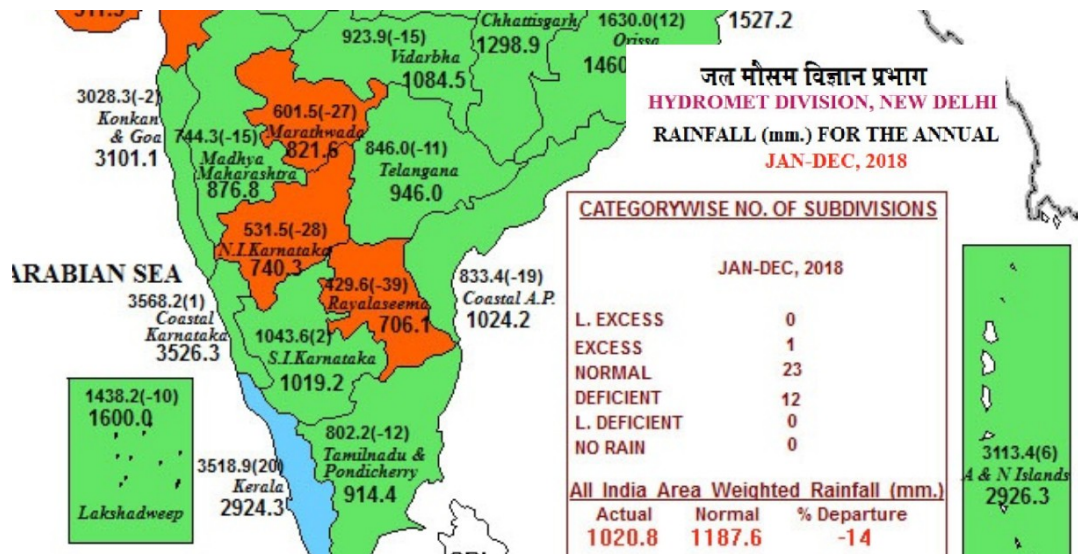 923.9(-15)
Vidarbha
1084.5
Chhattisgarh
1298.9
1630.0(12)
Orissa
1460
1527.2
जल मौसम विज्ञान प्रभाग
HYDROMET DIVISION, NEW DELHI
RAINFALL (mm.) FOR THE ANNUAL
JAN-DEC, 2018
3028.3(-2)
Konkan
& Goa
3101.1
744.3(-15)
Madhya
Maharashtra
876.8
601.5(-27)
Marathwada
821.6
846.0(-11)
Telangana
946.0
531.5(-28)
N.I.Karnataka
740.3
ARABIAN SEA
429.6(-39)
Rayalaseema
706.1
833.4(-19)
Coastal A.P.
1024.2
3568.2(1)
Coastal
Karnataka
3526.3
1043.6(2)
S.I.Karnataka
1019.2
1438.2(-10)
1600.0
Lakshadweep
3518.9(20)
Kerala
2924.3
802.2(-12)
Tamilnadu &
Pondicherry
914.4
CATEGORYWISE NO. OF SUBDIVISIONS
JAN-DEC, 2018
L. EXCESS 0
EXCESS 1
NORMAL 23
DEFICIENT 12
L. DEFICIENT 0
NO RAIN 0
All India Area Weighted Rainfall (mm.)
Actual Normal % Departure
1020.8 1187.6 -14
3113.4(6)
A & N Islands
2926.3